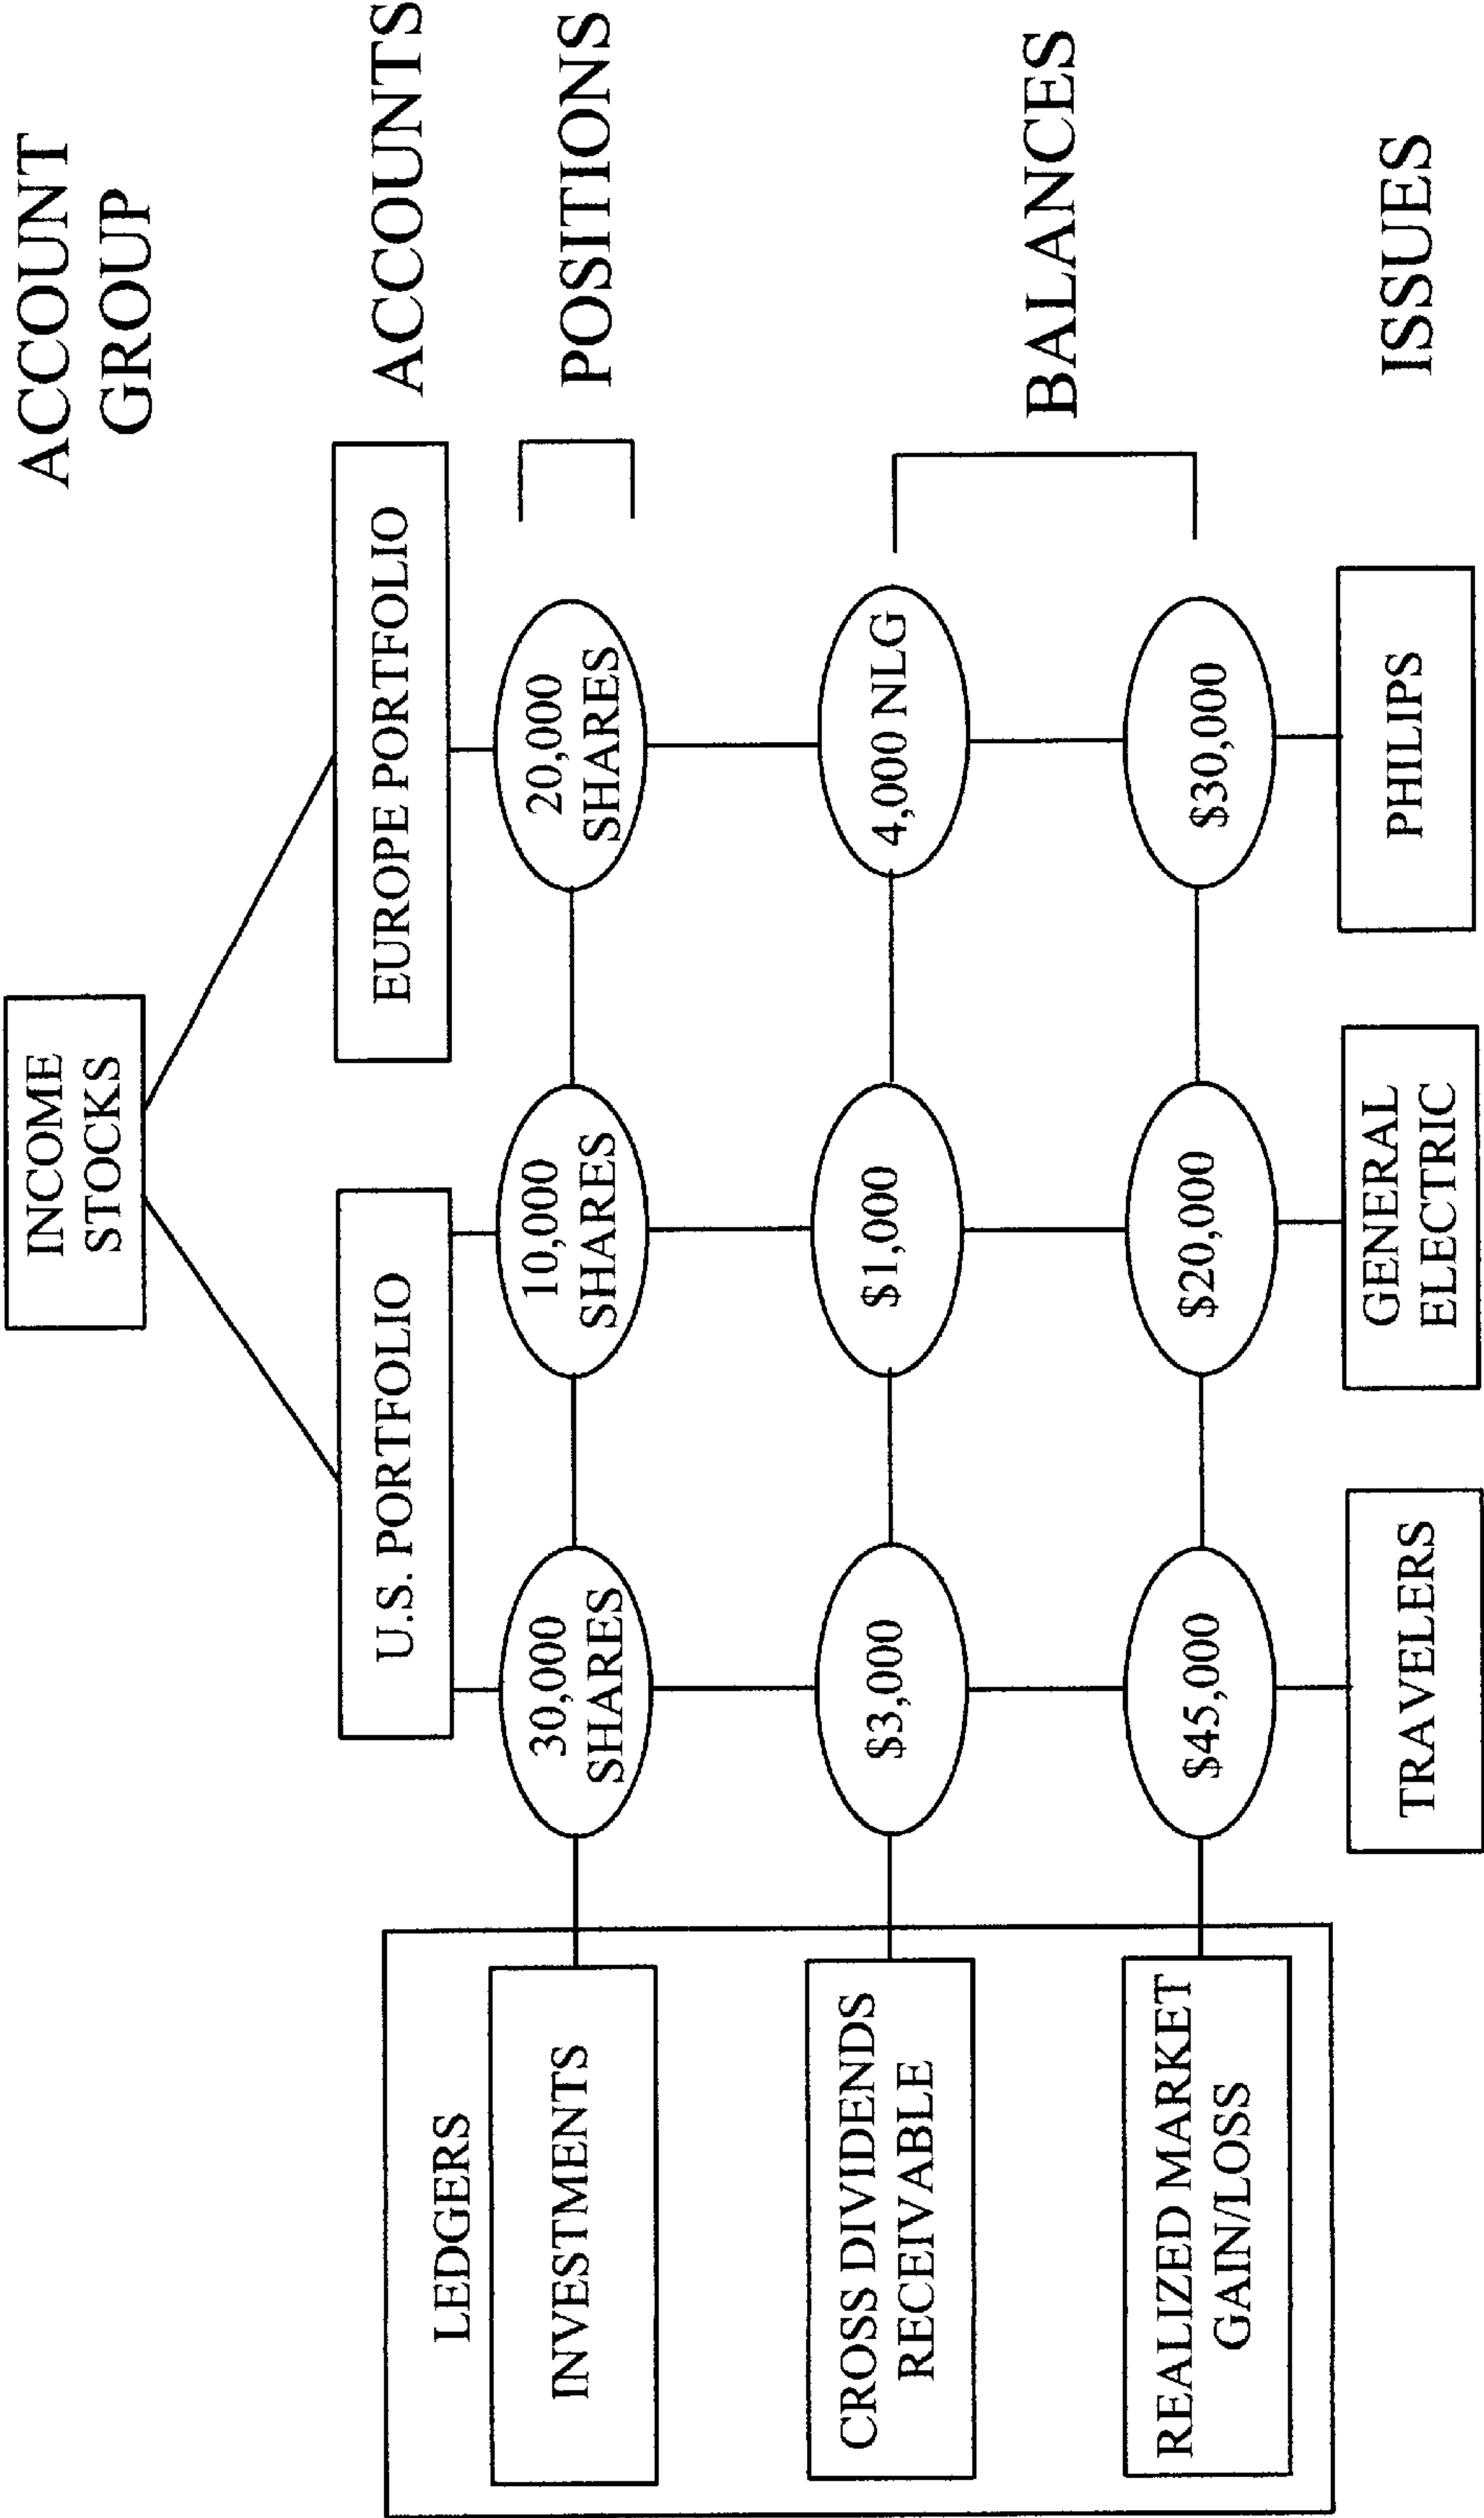 ACCOUNT
GROUP
INCOME
STOCKS
ACCOUNTS
U.S. PORTFOLIO
EUROPE PORTFOLIO
LEDGERS
POSITIONS
INVESTMENTS
30,000
SHARES
10,000
SHARES
20,000
SHARES
BALANCES
CROSS DIVIDENDS
RECEIVABLE
$3,000
$1,000
4,000 NLG
REALIZED MARKET
GAIN/LOSS
$45,000
$20,000
$30,000
TRAVELERS
GENERAL
ELECTRIC
PHILIPS
ISSUES